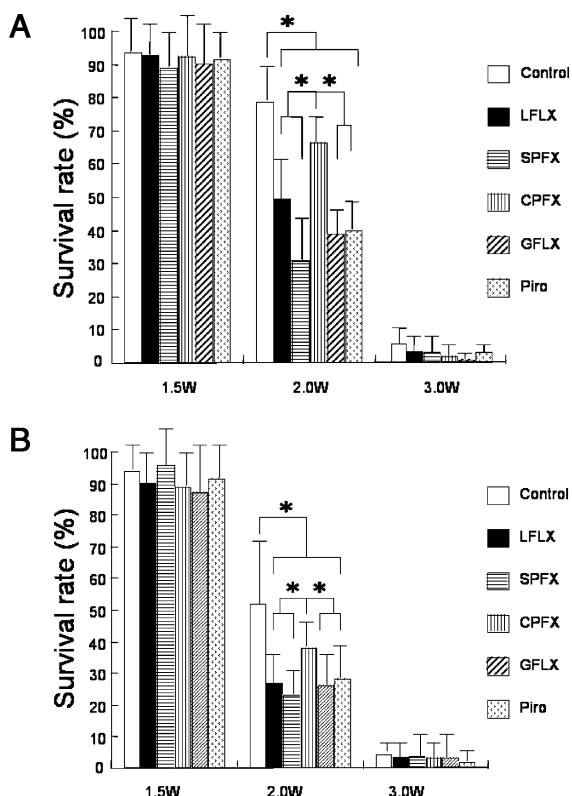 A
Survival rate (%)
100
90
80
70
60
50
40
30
20
10
0
*
* *
1.5W 2.0W 3.0W
Control
LFLX
SPFX
CPFX
GFLX
Piro
B
Survival rate (%)
100
90
80
70
60
50
40
30
20
10
0
*
* *
1.5W 2.0W 3.0W
Control
LFLX
SPFX
CPFX
GFLX
Piro